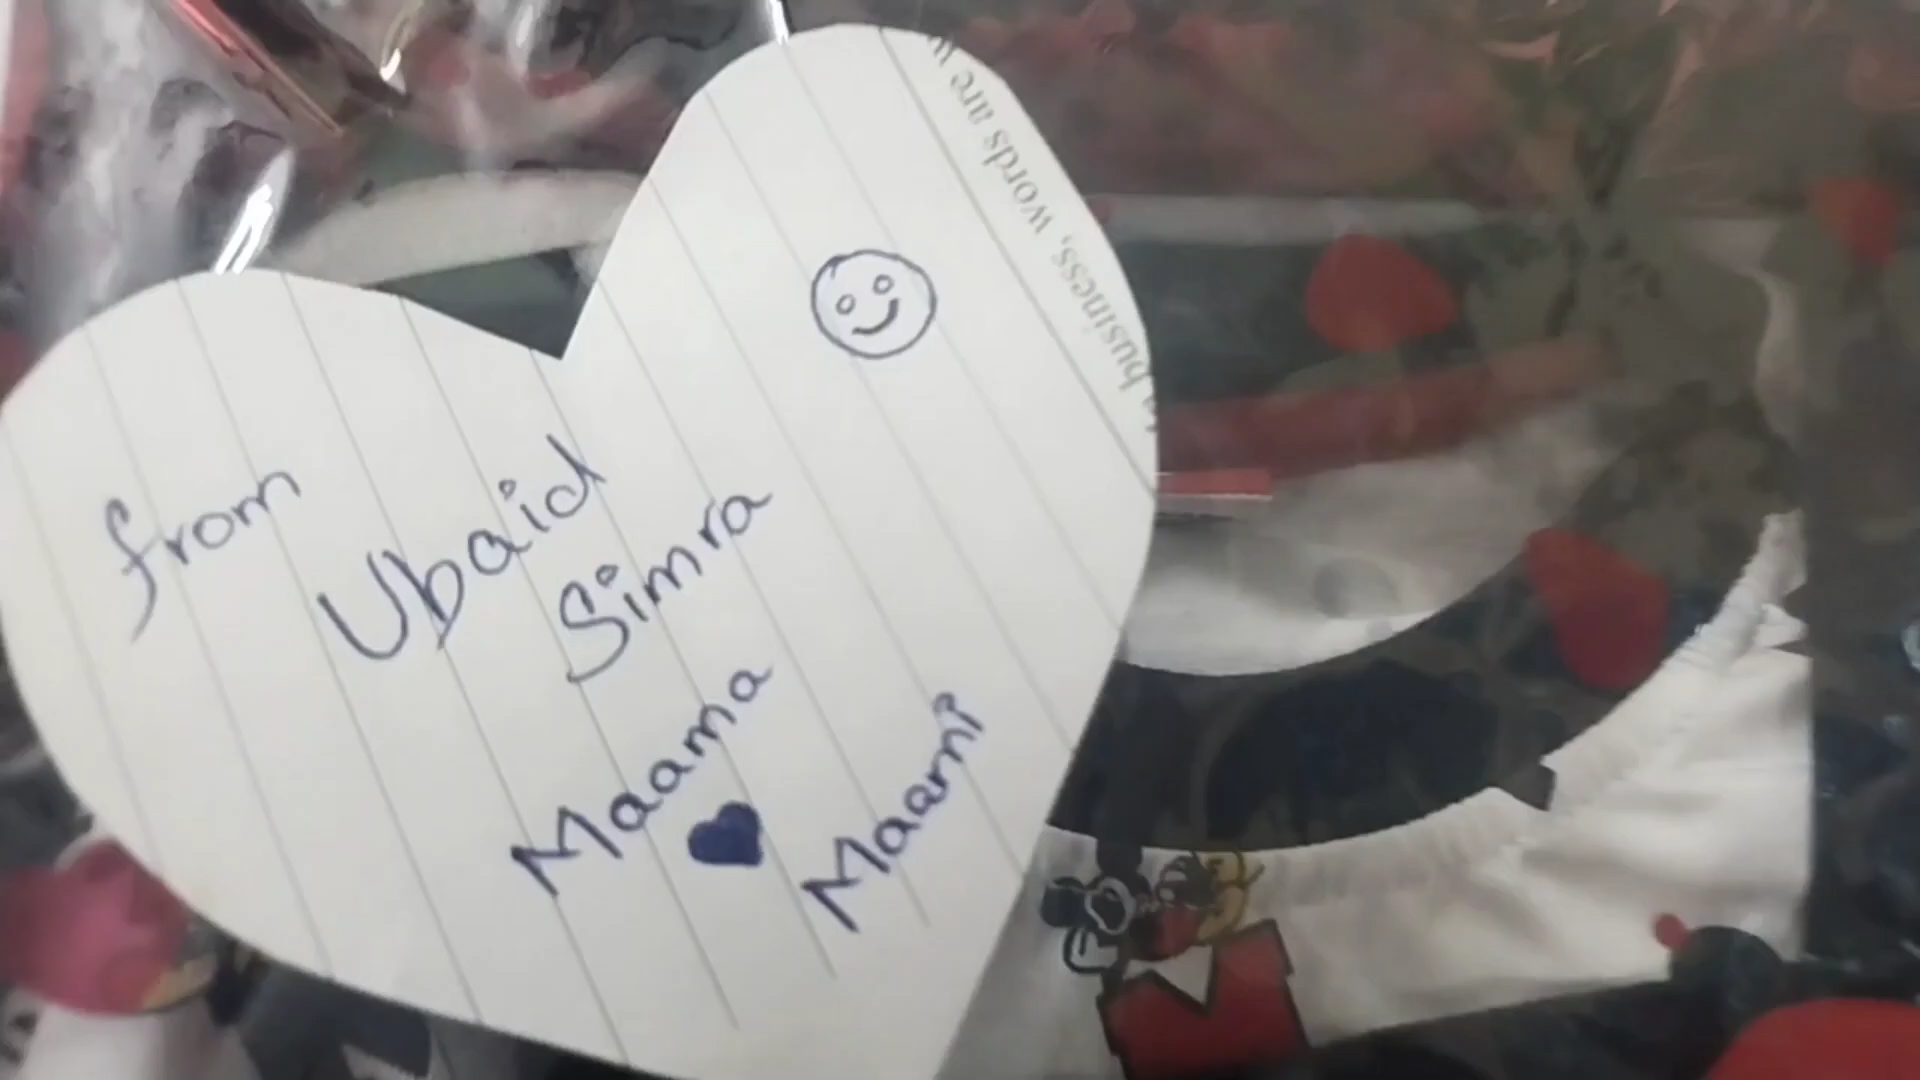 from
Ubaid
Simra
Maama
Maami
business, words are